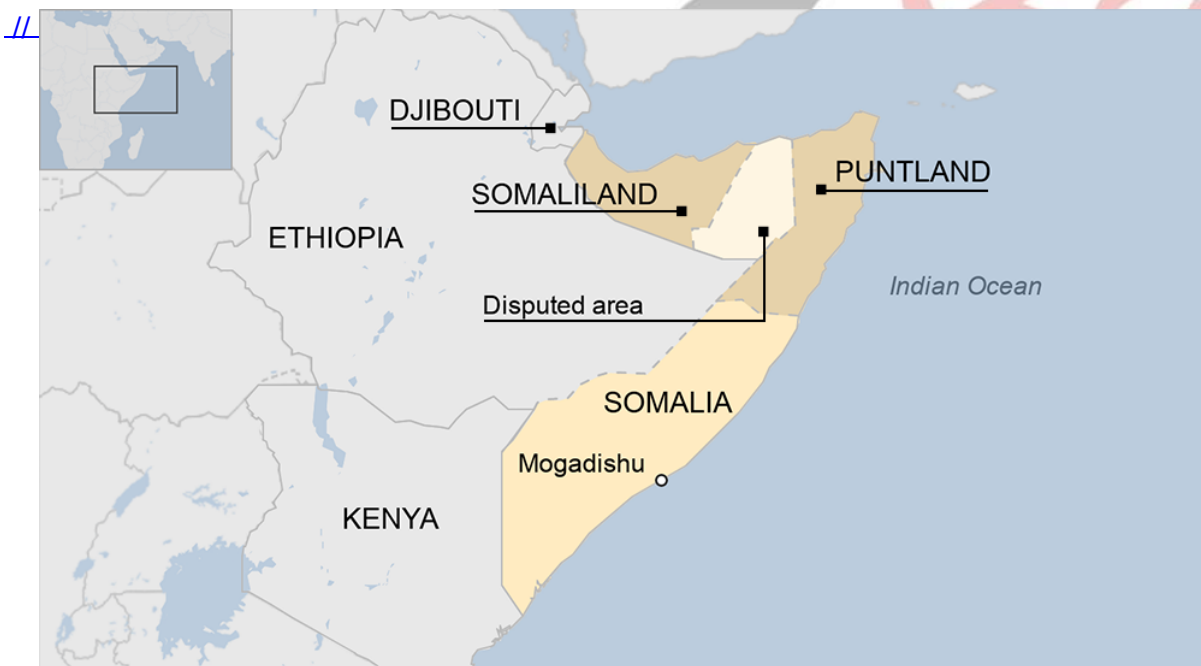 //
DJIBOUTI
SOMALILAND
PUNTLAND
ETHIOPIA
Indian Ocean
Disputed area
SOMALIA
Mogadishu
KENYA